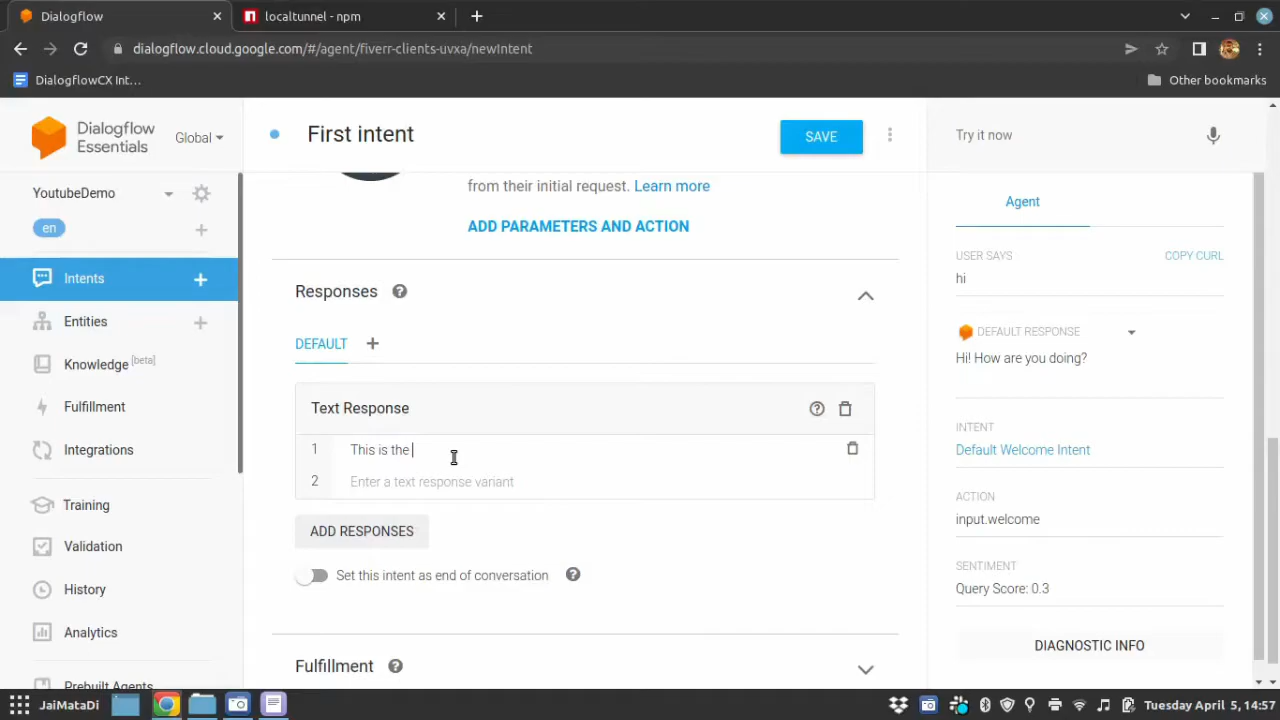 Dialogflow
localtunnel - npm
dialogflow.cloud.google.com/#/agent/fiverr-clients-uvxa/newIntent
DialogflowCX Int...
Other bookmarks
Dialogflow
Essentials
Global
First intent
SAVE
Try it now
YoutubeDemo
en
Intents
Entities
Knowledge [beta]
Fulfillment
Integrations
Training
Validation
History
Analytics
Prebuilt Agents
from their initial request. Learn more
ADD PARAMETERS AND ACTION
Responses
DEFAULT
Text Response
1 This is the
2 Enter a text response variant
ADD RESPONSES
Set this intent as end of conversation
Fulfillment
Agent
USER SAYS COPY CURL
hi
DEFAULT RESPONSE
Hi! How are you doing?
INTENT
Default Welcome Intent
ACTION
input.welcome
SENTIMENT
Query Score: 0.3
DIAGNOSTIC INFO
JaiMataDi
Tuesday April 5, 14:57